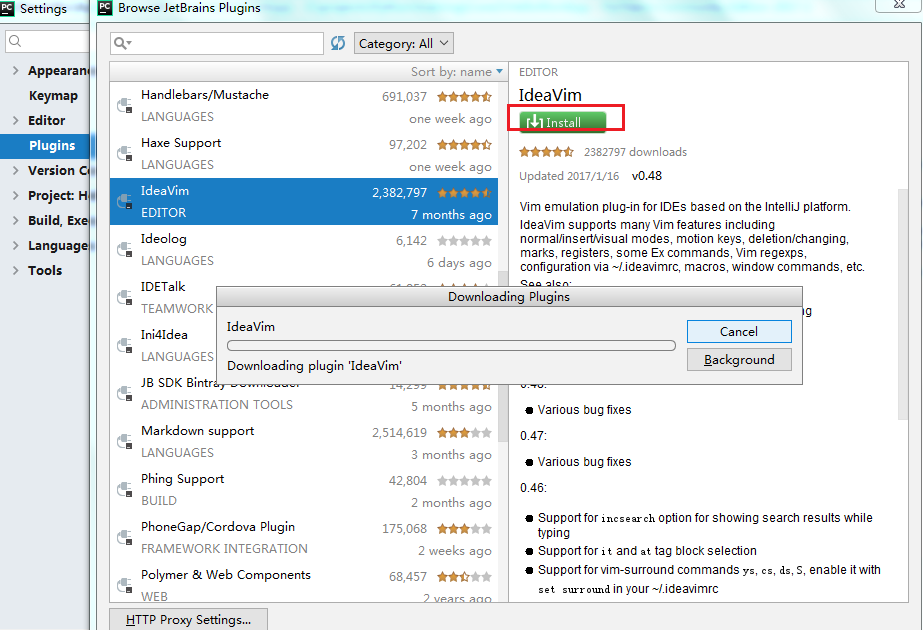 PC Settings
PC Browse JetBrains Plugins
Category: All
Appearan
Keymap
Editor
Plugins
Version Co
Project: He
Build, Exe
Language
Tools
Sort by: name
Handlebars/Mustache 691,037
LANGUAGES one week ago
Haxe Support 97,202
LANGUAGES one week ago
IdeaVim 2,382,797
EDITOR 7 months ago
Ideolog 6,142
LANGUAGES 6 days ago
IDETalk
TEAMWORK
Ini4Idea
LANGUAGES
JB SDK Bintray Downloader 14,299
ADMINISTRATION TOOLS 5 months ago
Markdown support 2,514,619
LANGUAGES 3 months ago
Phing Support 42,804
BUILD 2 months ago
PhoneGap/Cordova Plugin 175,068
FRAMEWORK INTEGRATION 2 weeks ago
Polymer & Web Components 68,457
WEB 2 years ago
HTTP Proxy Settings...
EDITOR
IdeaVim
Install
2382797 downloads
Updated 2017/1/16 v0.48
Vim emulation plug-in for IDEs based on the IntelliJ platform.
IdeaVim supports many Vim features including
normal/insert/visual modes, motion keys, deletion/changing,
marks, registers, some Ex commands, Vim regexps,
configuration via ~/.ideavimrc, macros, window commands, etc.
See also:
Downloading Plugins
IdeaVim
Downloading plugin 'IdeaVim'
Cancel
Background
0.48:
● Various bug fixes
0.47:
● Various bug fixes
0.46:
● Support for incsearch option for showing search results while
typing
● Support for it and at tag block selection
● Support for vim-surround commands ys, cs, ds, S, enable it with
set surround in your ~/.ideavimrc